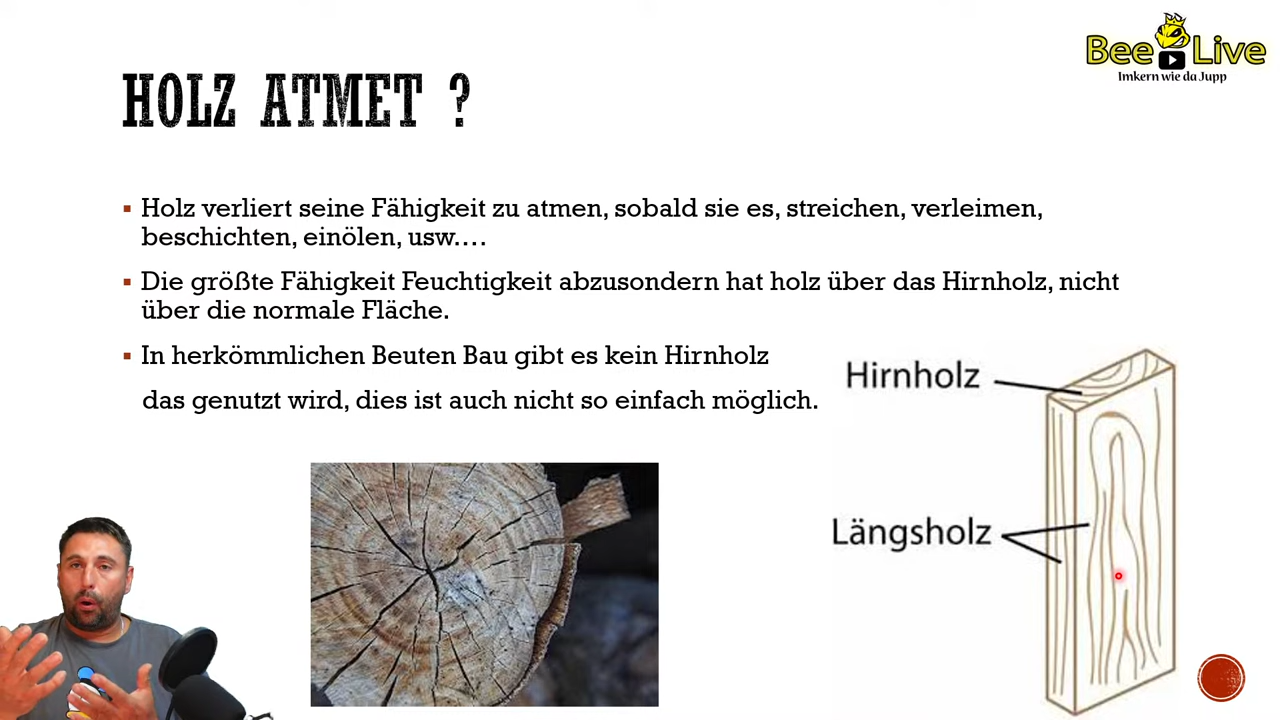 Bee Live
Imkern wie da Jupp
HOLZ ATMET ?
Holz verliert seine Fähigkeit zu atmen, sobald sie es, streichen, verleimen,
beschichten, einölen, usw….
Die größte Fähigkeit Feuchtigkeit abzusondern hat holz über das Hirnholz, nicht
über die normale Fläche.
In herkömmlichen Beuten Bau gibt es kein Hirnholz
das genutzt wird, dies ist auch nicht so einfach möglich.
Hirnholz
Längsholz